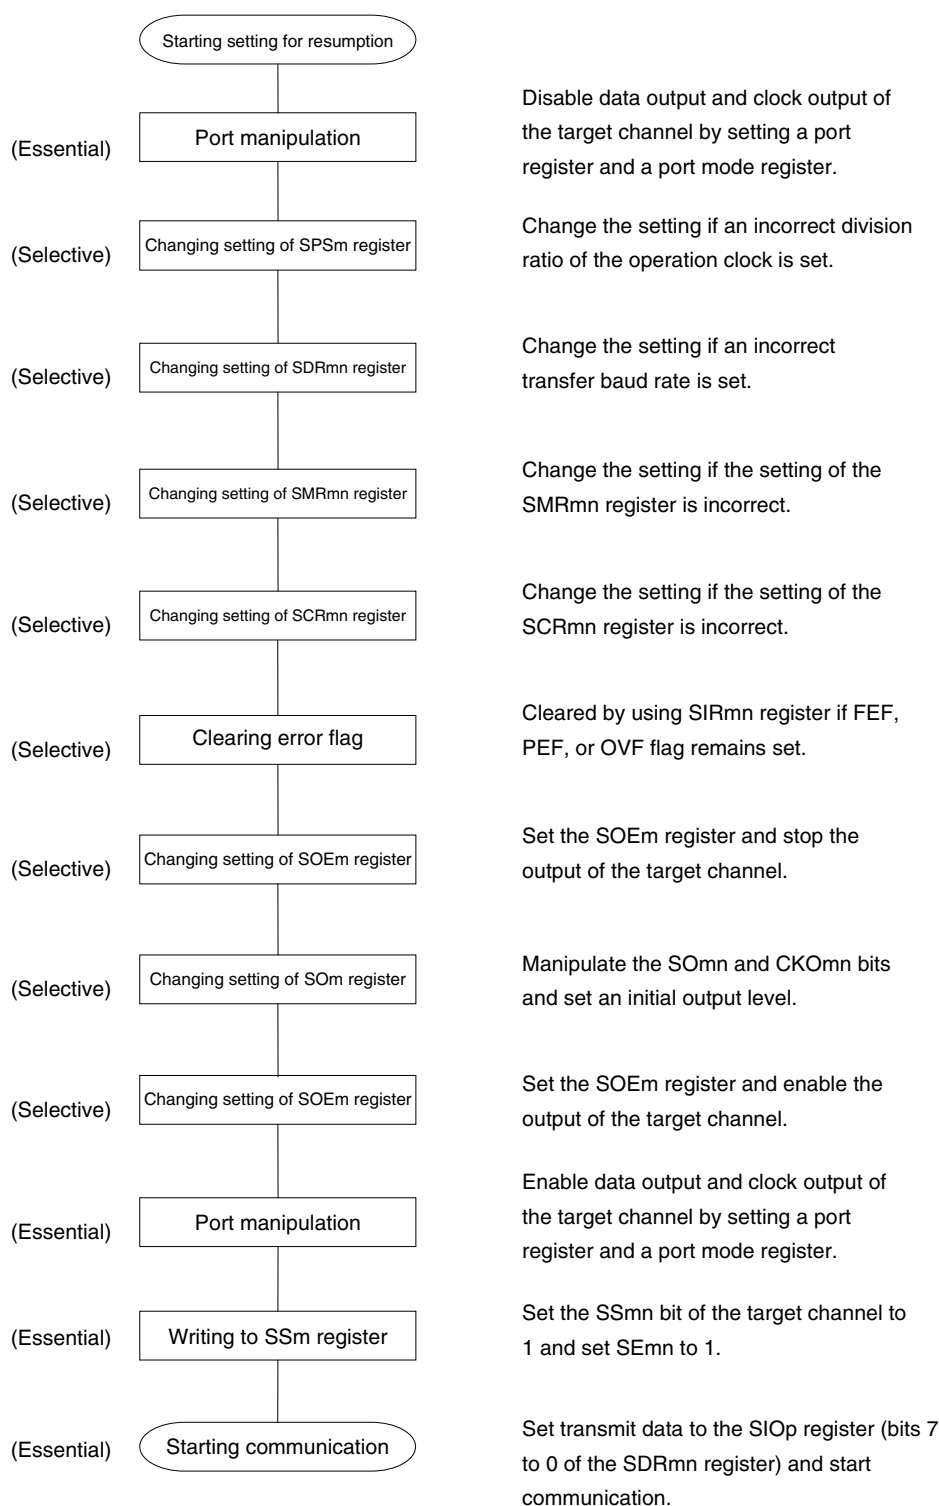 Starting setting for resumption
(Essential)
Port manipulation
Disable data output and clock output of
the target channel by setting a port
register and a port mode register.
(Selective)
Changing setting of SPSm register
Change the setting if an incorrect division
ratio of the operation clock is set.
(Selective)
Changing setting of SDRmn register
Change the setting if an incorrect
transfer baud rate is set.
(Selective)
Changing setting of SMRmn register
Change the setting if the setting of the
SMRmn register is incorrect.
(Selective)
Changing setting of SCRmn register
Change the setting if the setting of the
SCRmn register is incorrect.
(Selective)
Clearing error flag
Cleared by using SIRmn register if FEF,
PEF, or OVF flag remains set.
(Selective)
Changing setting of SOEm register
Set the SOEm register and stop the
output of the target channel.
(Selective)
Changing setting of SOm register
Manipulate the SOmn and CKOmn bits
and set an initial output level.
(Selective)
Changing setting of SOEm register
Set the SOEm register and enable the
output of the target channel.
(Essential)
Port manipulation
Enable data output and clock output of
the target channel by setting a port
register and a port mode register.
(Essential)
Writing to SSm register
Set the SSmn bit of the target channel to
1 and set SEmn to 1.
(Essential)
Starting communication
Set transmit data to the SIOp register (bits 7
to 0 of the SDRmn register) and start
communication.